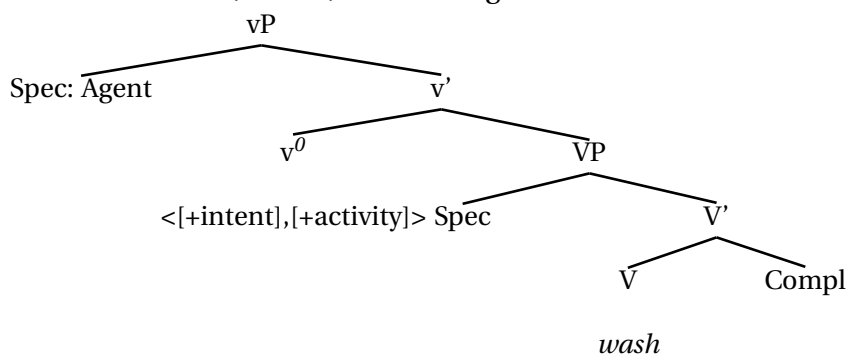 vP
Spec: Agent v’
v0 VP
<[+intent],[+activity]> Spec V’
V Compl
wash